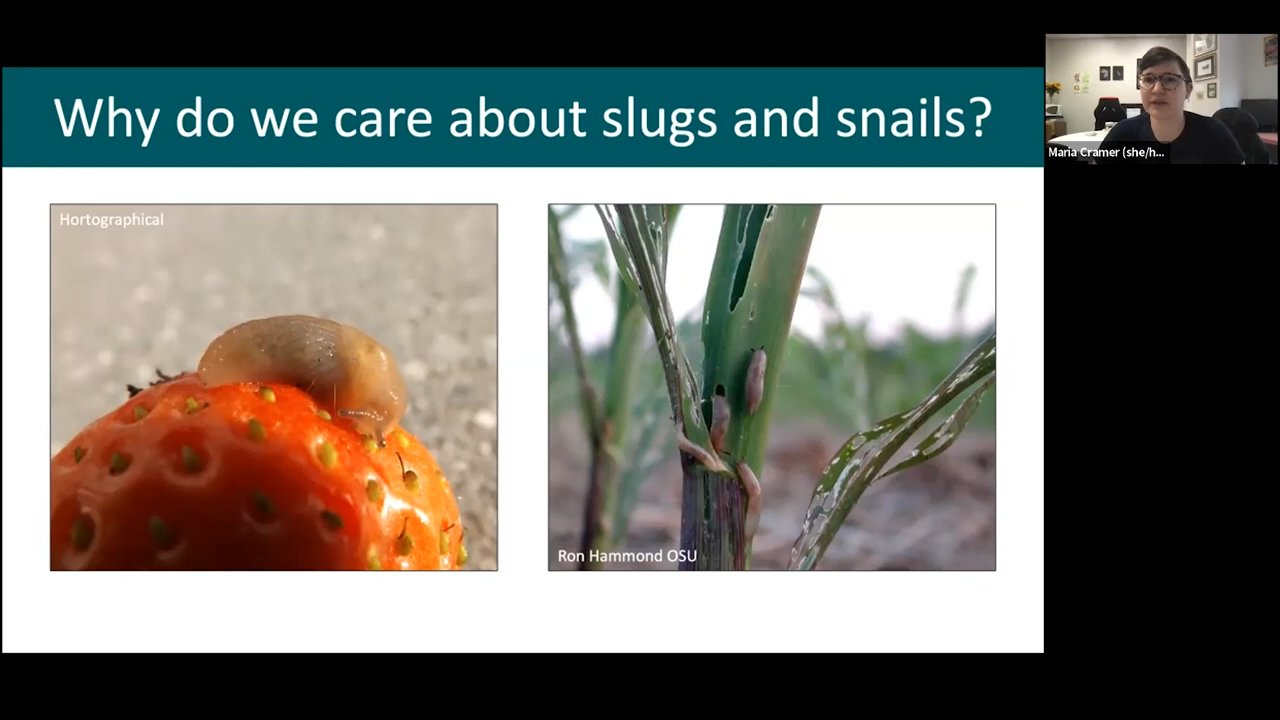 Why do we care about slugs and snails?
Hortographical
Ron Hammond OSU
Maria Cramer (she/h...